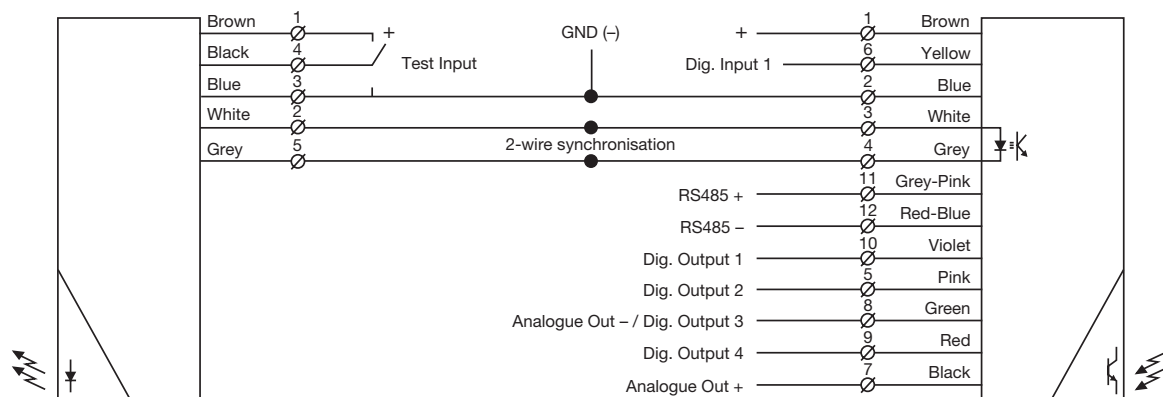 Brown 1 + GND (–) + 1 Brown
Black 4 Test Input Dig. Input 1 6 Yellow
Blue 3 2 Blue
White 2 3 White
Grey 5 2-wire synchronisation 4 Grey
RS485 + 11 Grey-Pink
RS485 – 12 Red-Blue
Dig. Output 1 10 Violet
Dig. Output 2 5 Pink
Analogue Out – / Dig. Output 3 8 Green
Dig. Output 4 9 Red
Analogue Out + 7 Black